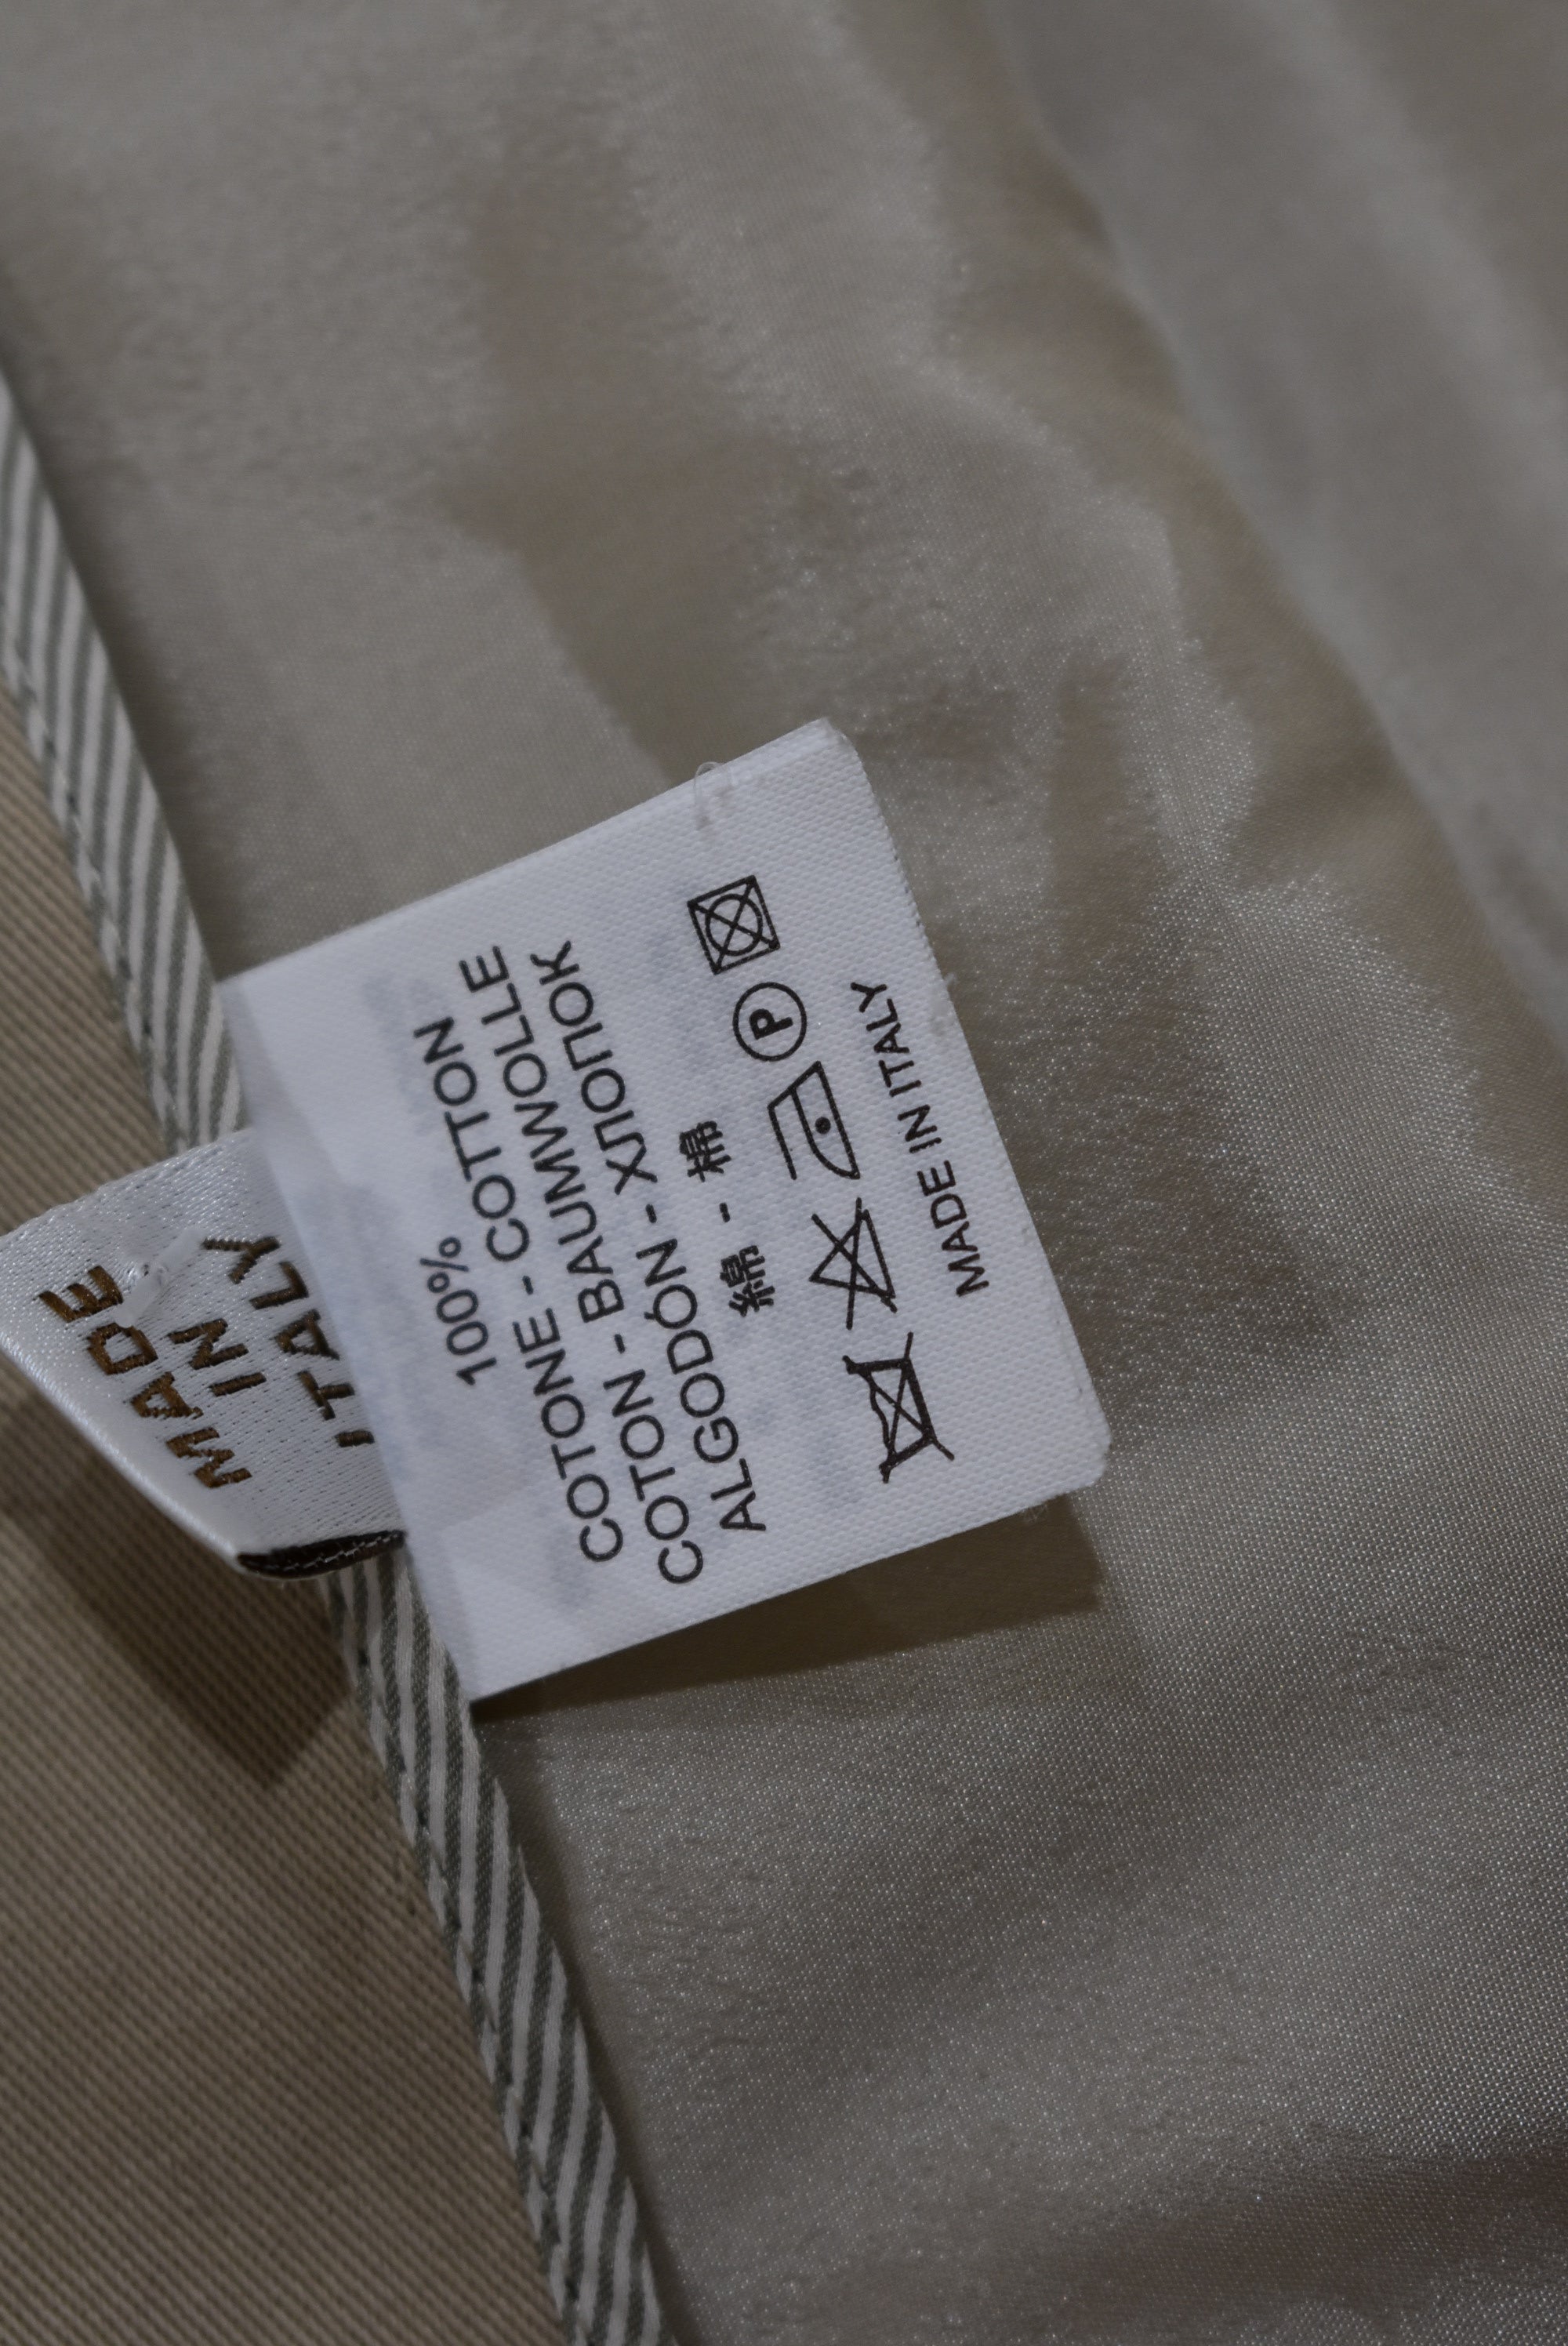 MADE
IN
ITALY
100%
COTONE - COTTON
COTON - BAUMWOLLE
ALGODÓN - ХЛОПОК
綿 - 棉
P
MADE IN ITALY